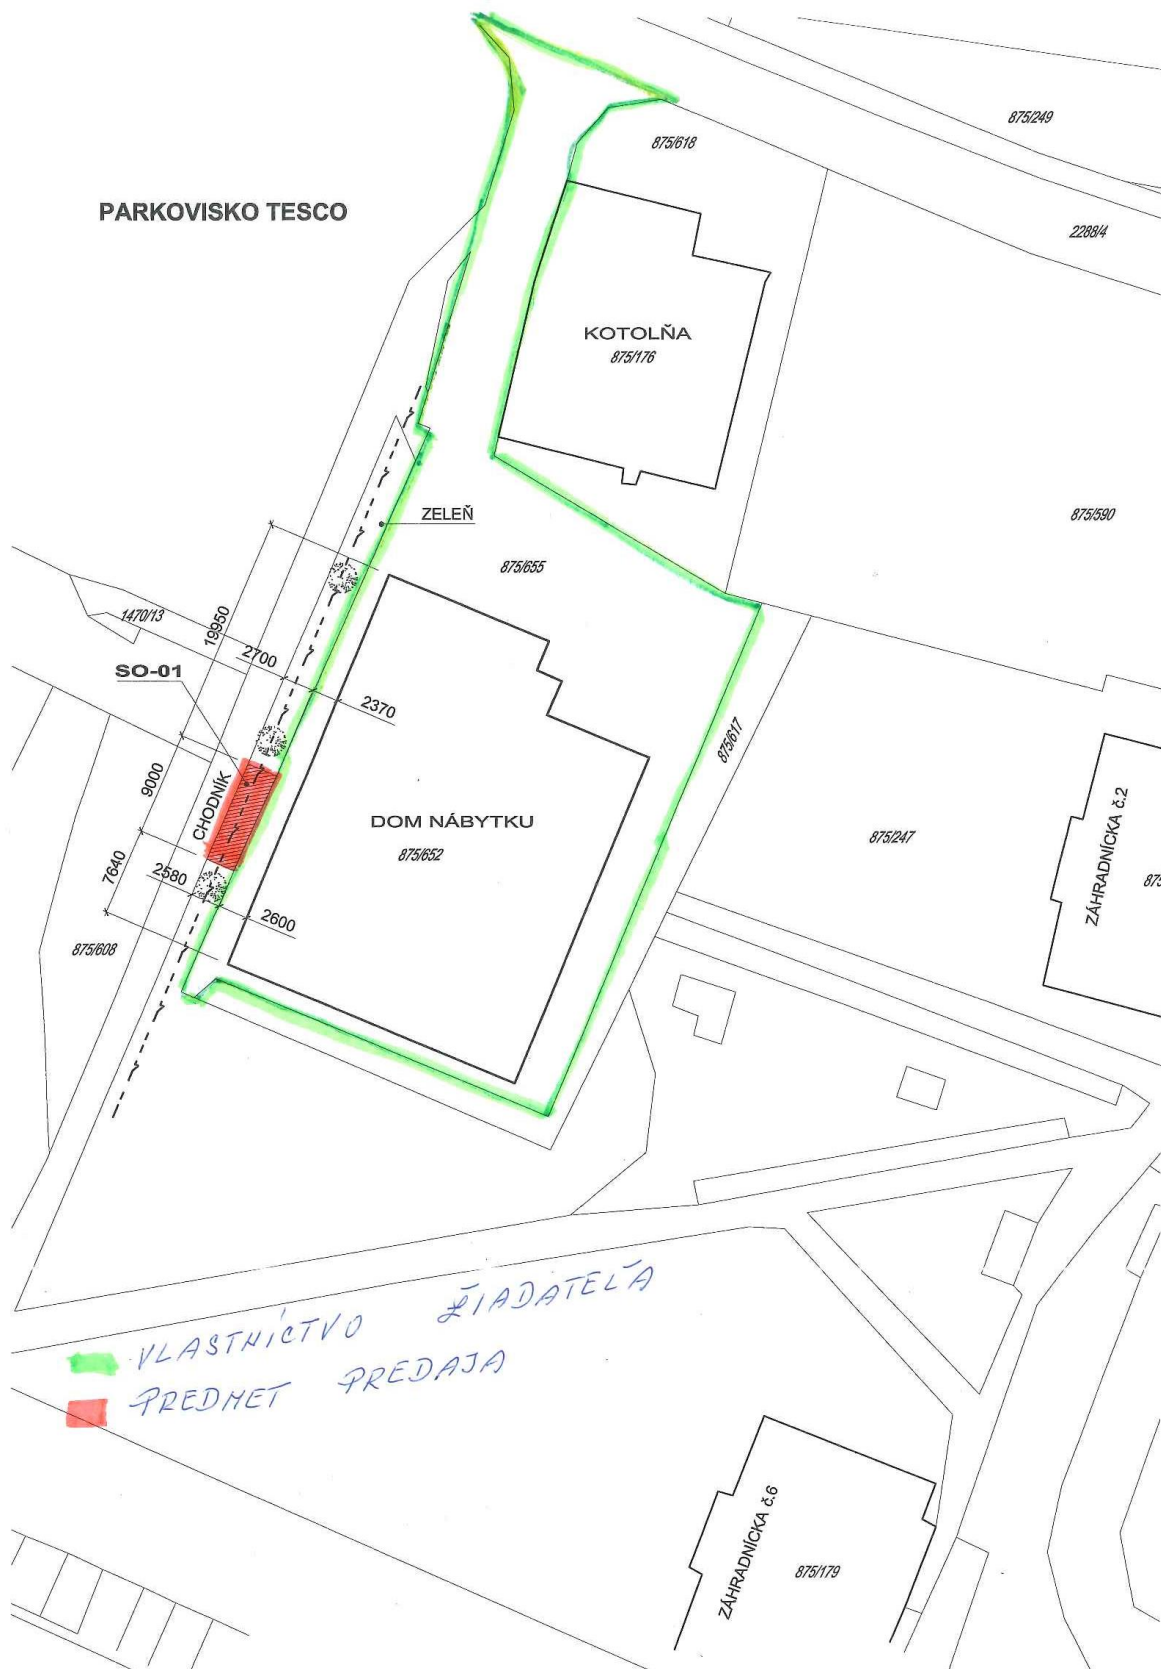 875/249
875/618
PARKOVISKO TESCO
2288/4
KOTOLŇA
875/176
ZELEŇ
875/590
875/655
1470/13
19950
2700
SO-01
2370
875/617
9000
CHODNÍK
DOM NÁBYTKU
875/652
875/247
ZÁHRADNÍCKA č.2
875
7640
2580
2600
875/608
VLASTNÍCTVO ŽIADATEĽA
PREDMET PREDAJA
ZÁHRADNÍCKA č.6
875/179